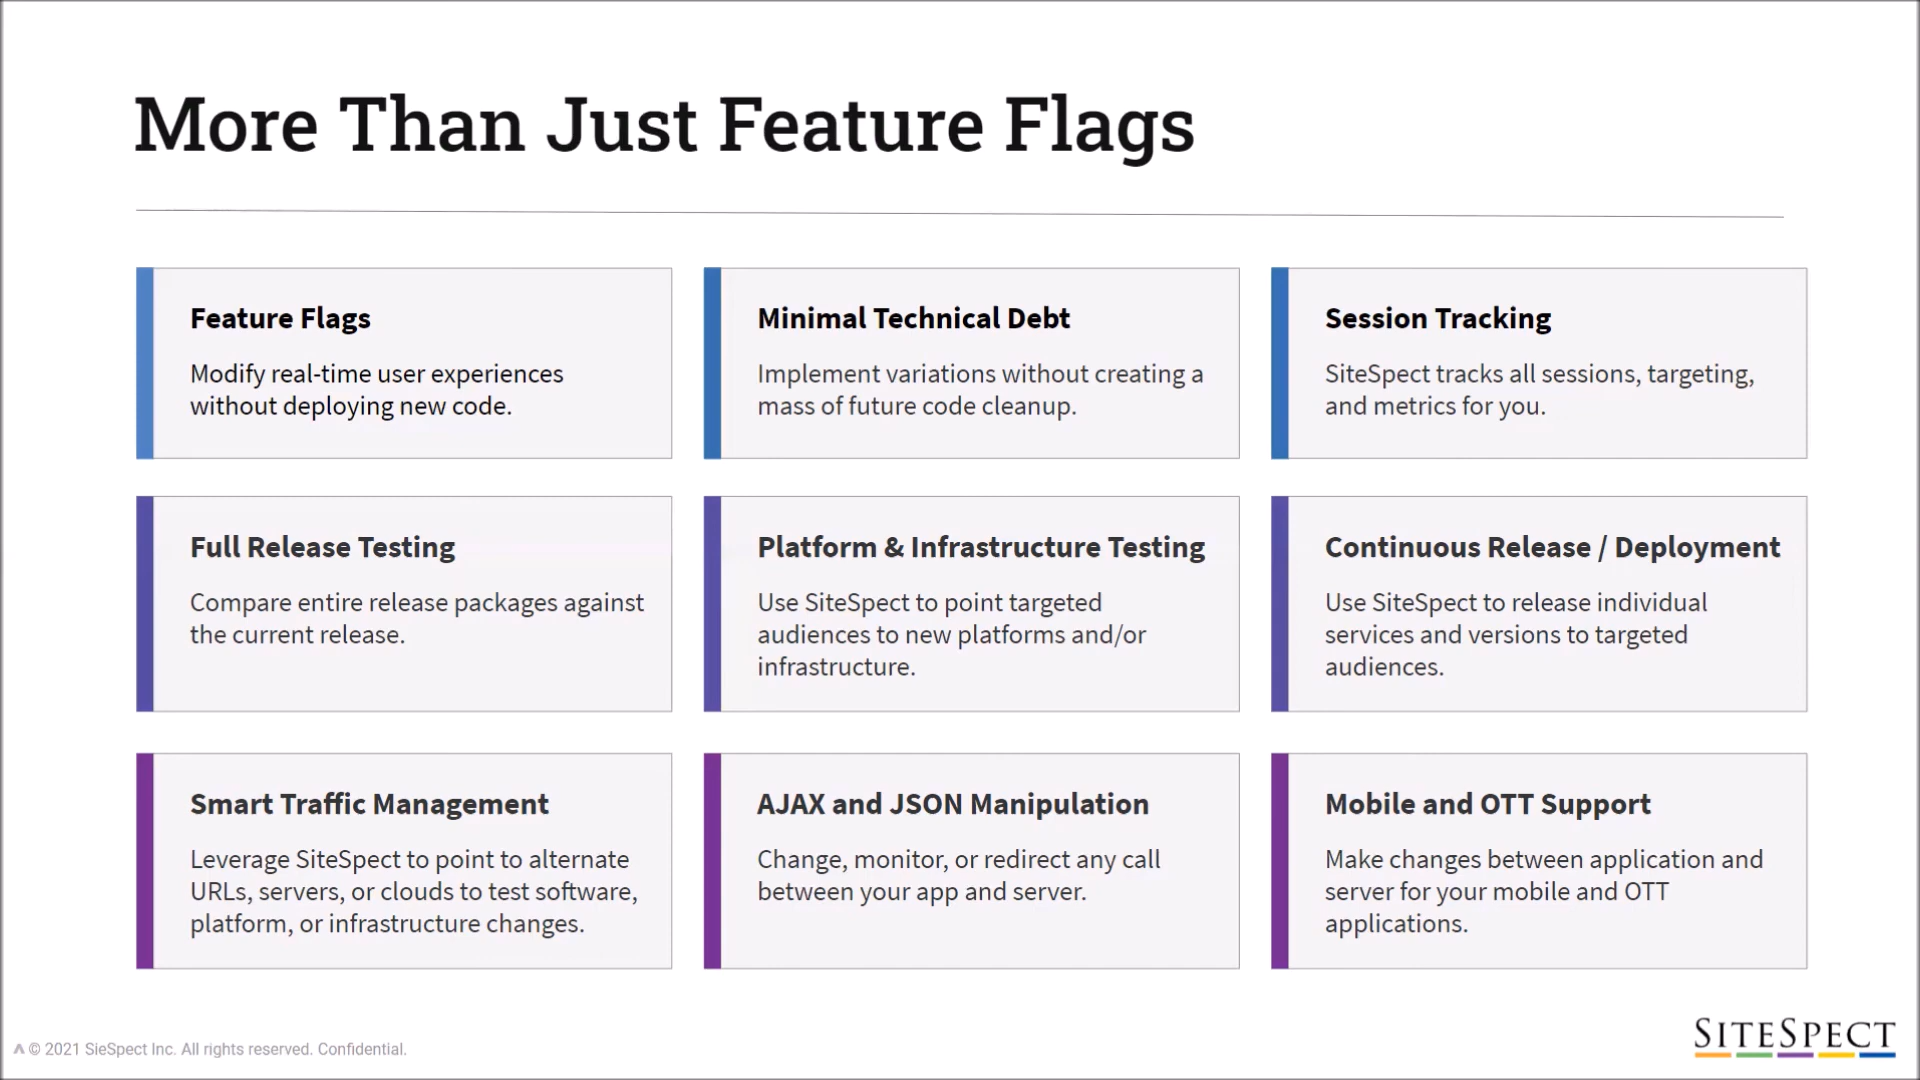 More Than Just Feature Flags
Feature Flags
Modify real-time user experiences
without deploying new code.
Minimal Technical Debt
Implement variations without creating a
mass of future code cleanup.
Session Tracking
SiteSpect tracks all sessions, targeting,
and metrics for you.
Full Release Testing
Compare entire release packages against
the current release.
Platform & Infrastructure Testing
Use SiteSpect to point targeted
audiences to new platforms and/or
infrastructure.
Continuous Release / Deployment
Use SiteSpect to release individual
services and versions to targeted
audiences.
Smart Traffic Management
Leverage SiteSpect to point to alternate
URLs, servers, or clouds to test software,
platform, or infrastructure changes.
AJAX and JSON Manipulation
Change, monitor, or redirect any call
between your app and server.
Mobile and OTT Support
Make changes between application and
server for your mobile and OTT
applications.
© 2021 SieSpect Inc. All rights reserved. Confidential.
SITESPECT